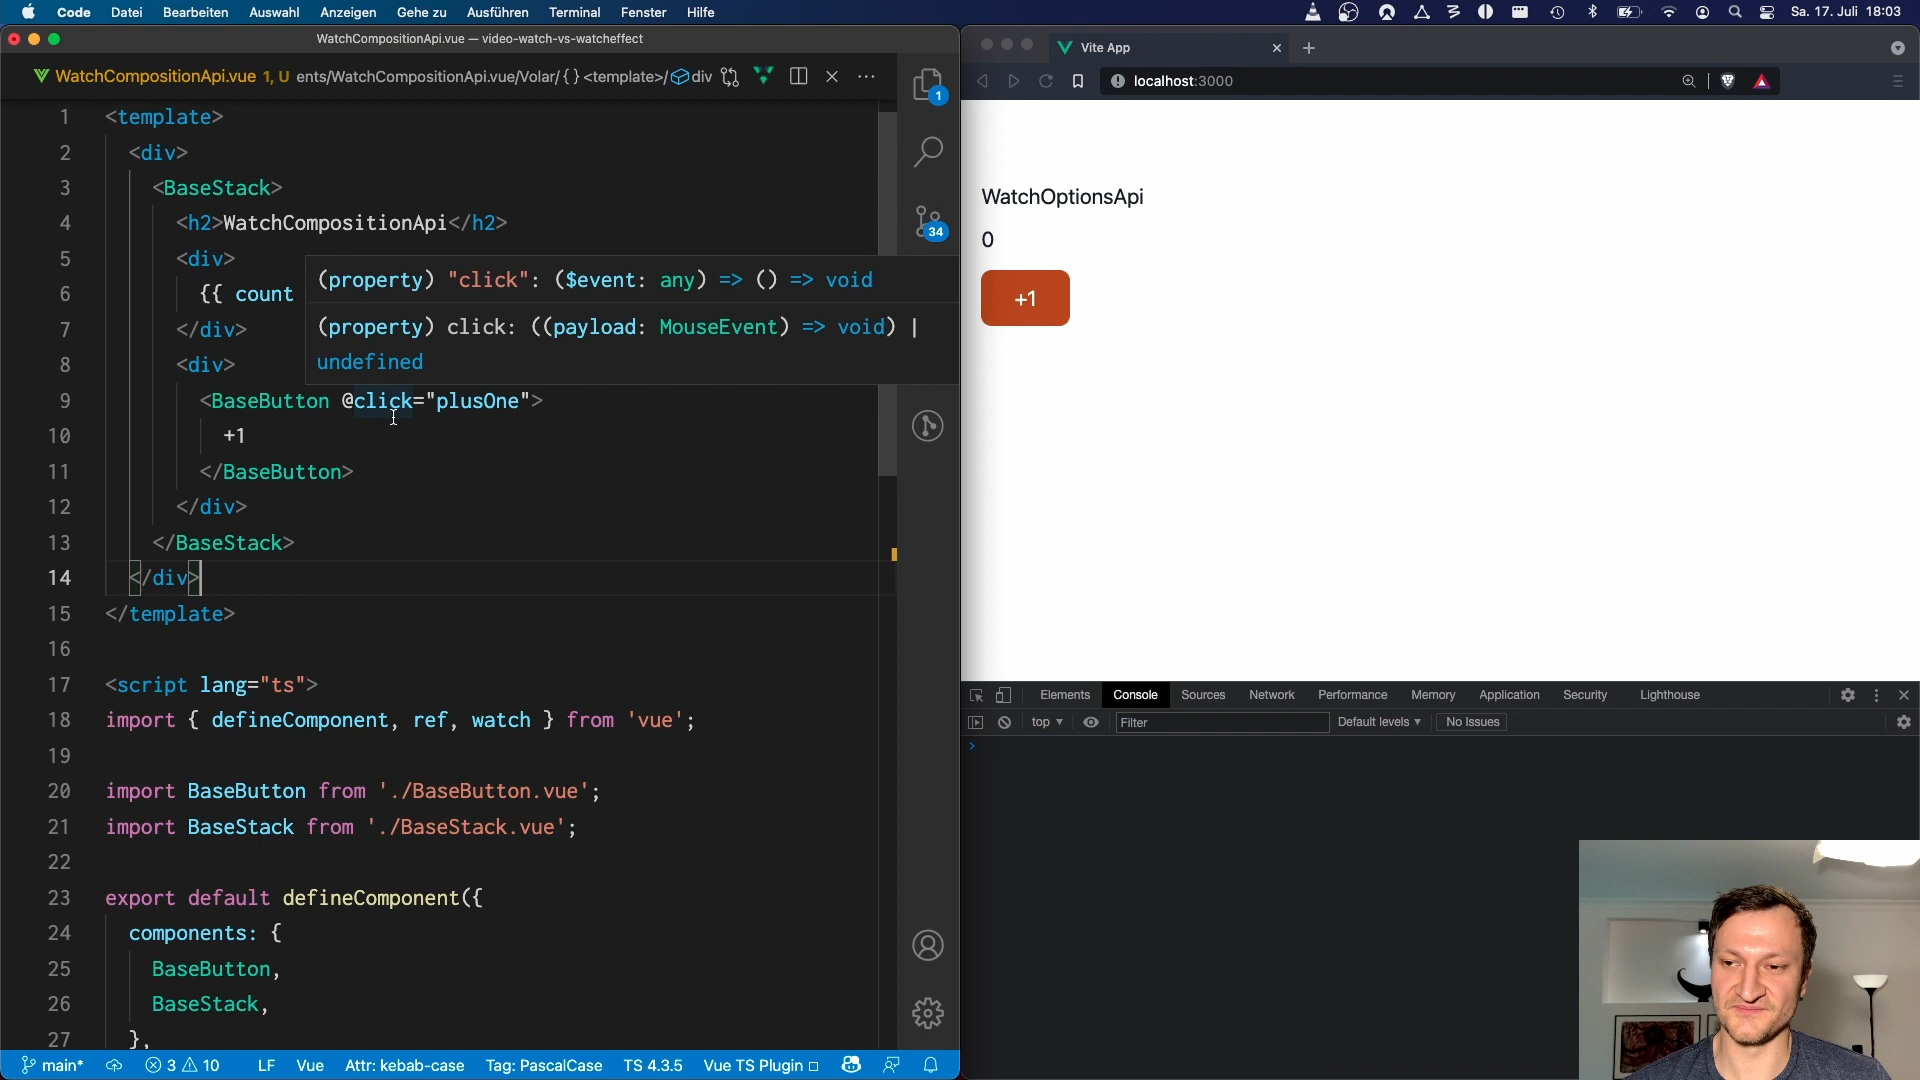 Code Datei Bearbeiten Auswahl Anzeigen Gehe zu Ausführen Terminal Fenster Hilfe Sa. 17. Juli 18:03
WatchCompositionApi.vue — video-watch-vs-watcheffect
WatchCompositionApi.vue 1, U ents/WatchCompositionApi.vue/Volar/{} <template>/ div
1 <template>
2 <div>
3 <BaseStack>
4 <h2>WatchCompositionApi</h2>
5 <div>
6 {{ count
7 </div>
8 <div>
(property) "click": ($event: any) => () => void
(property) click: ((payload: MouseEvent) => void) |
undefined
9 <BaseButton @click="plusOne">
10 +1
11 </BaseButton>
12 </div>
13 </BaseStack>
14 </div>
15 </template>
16
17 <script lang="ts">
18 import { defineComponent, ref, watch } from 'vue';
19
20 import BaseButton from './BaseButton.vue';
21 import BaseStack from './BaseStack.vue';
22
23 export default defineComponent({
24 components: {
25 BaseButton,
26 BaseStack,
27 },
1
34
main* 3 10 LF Vue Attr: kebab-case Tag: PascalCase TS 4.3.5 Vue TS Plugin
Vite App
localhost:3000
WatchOptionsApi
0
+1
Elements Console Sources Network Performance Memory Application Security Lighthouse
top Filter Default levels No Issues